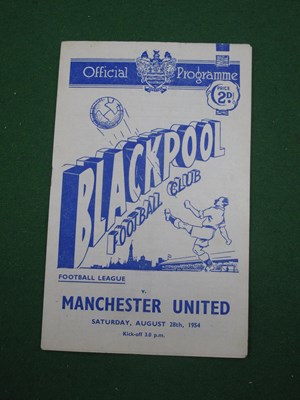 Official Programme
PRICE
2D.
BLACKPOOL
FOOTBALL CLUB
FOOTBALL LEAGUE
v.
MANCHESTER UNITED
SATURDAY, AUGUST 28th, 1954
Kick-off 3.0 p.m.